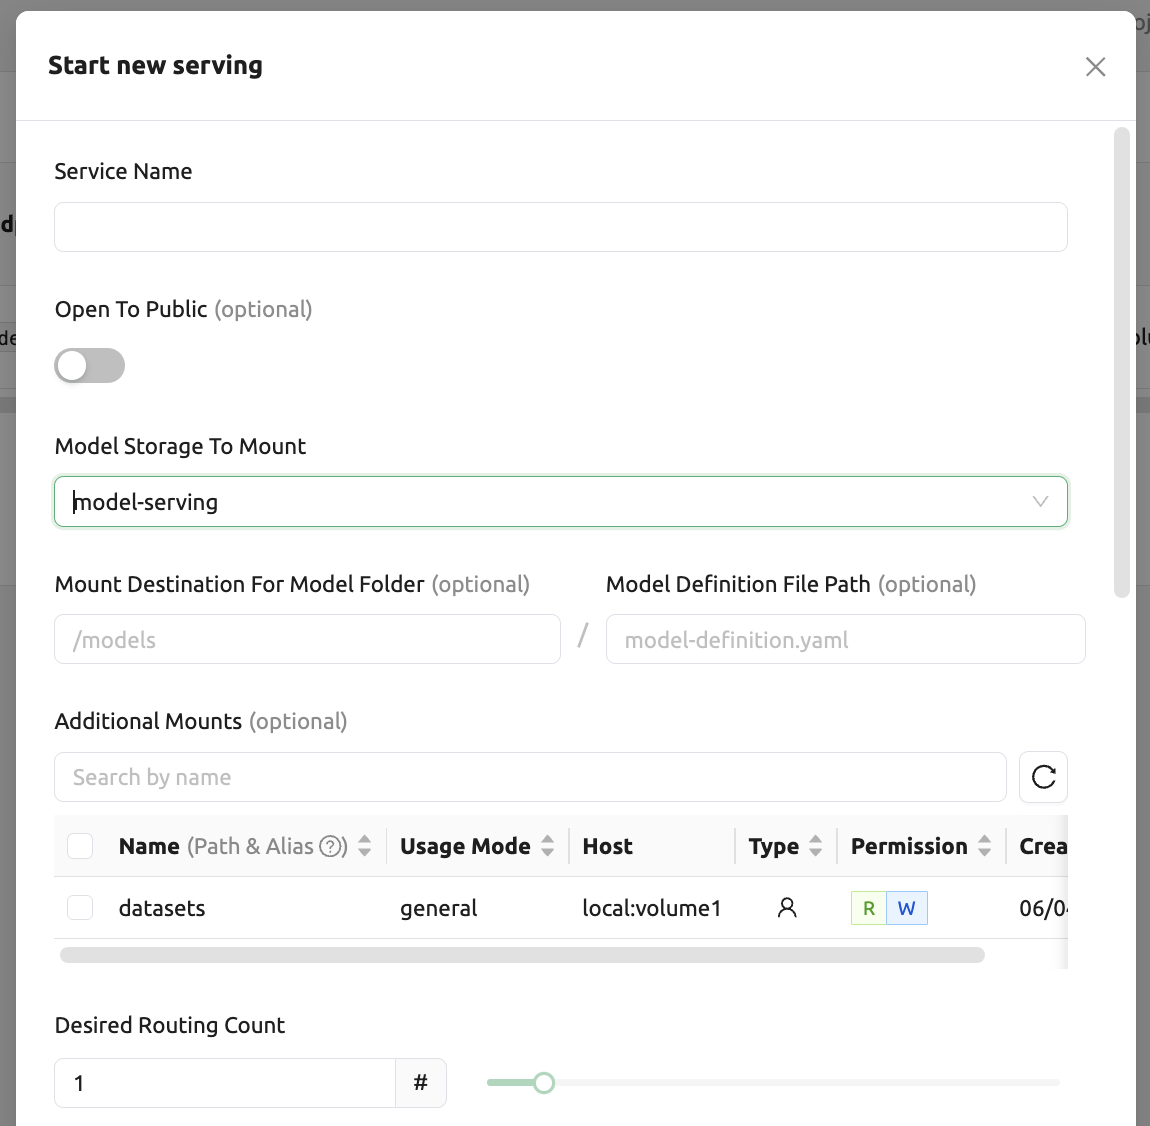 Start new serving
Service Name
Open To Public (optional)
Model Storage To Mount
model-serving
Mount Destination For Model Folder (optional) Model Definition File Path (optional)
/models / model-definition.yaml
Additional Mounts (optional)
Search by name
Name (Path & Alias ?) Usage Mode Host Type Permission Crea
datasets general local:volume1 R W 06/0
Desired Routing Count
1 #